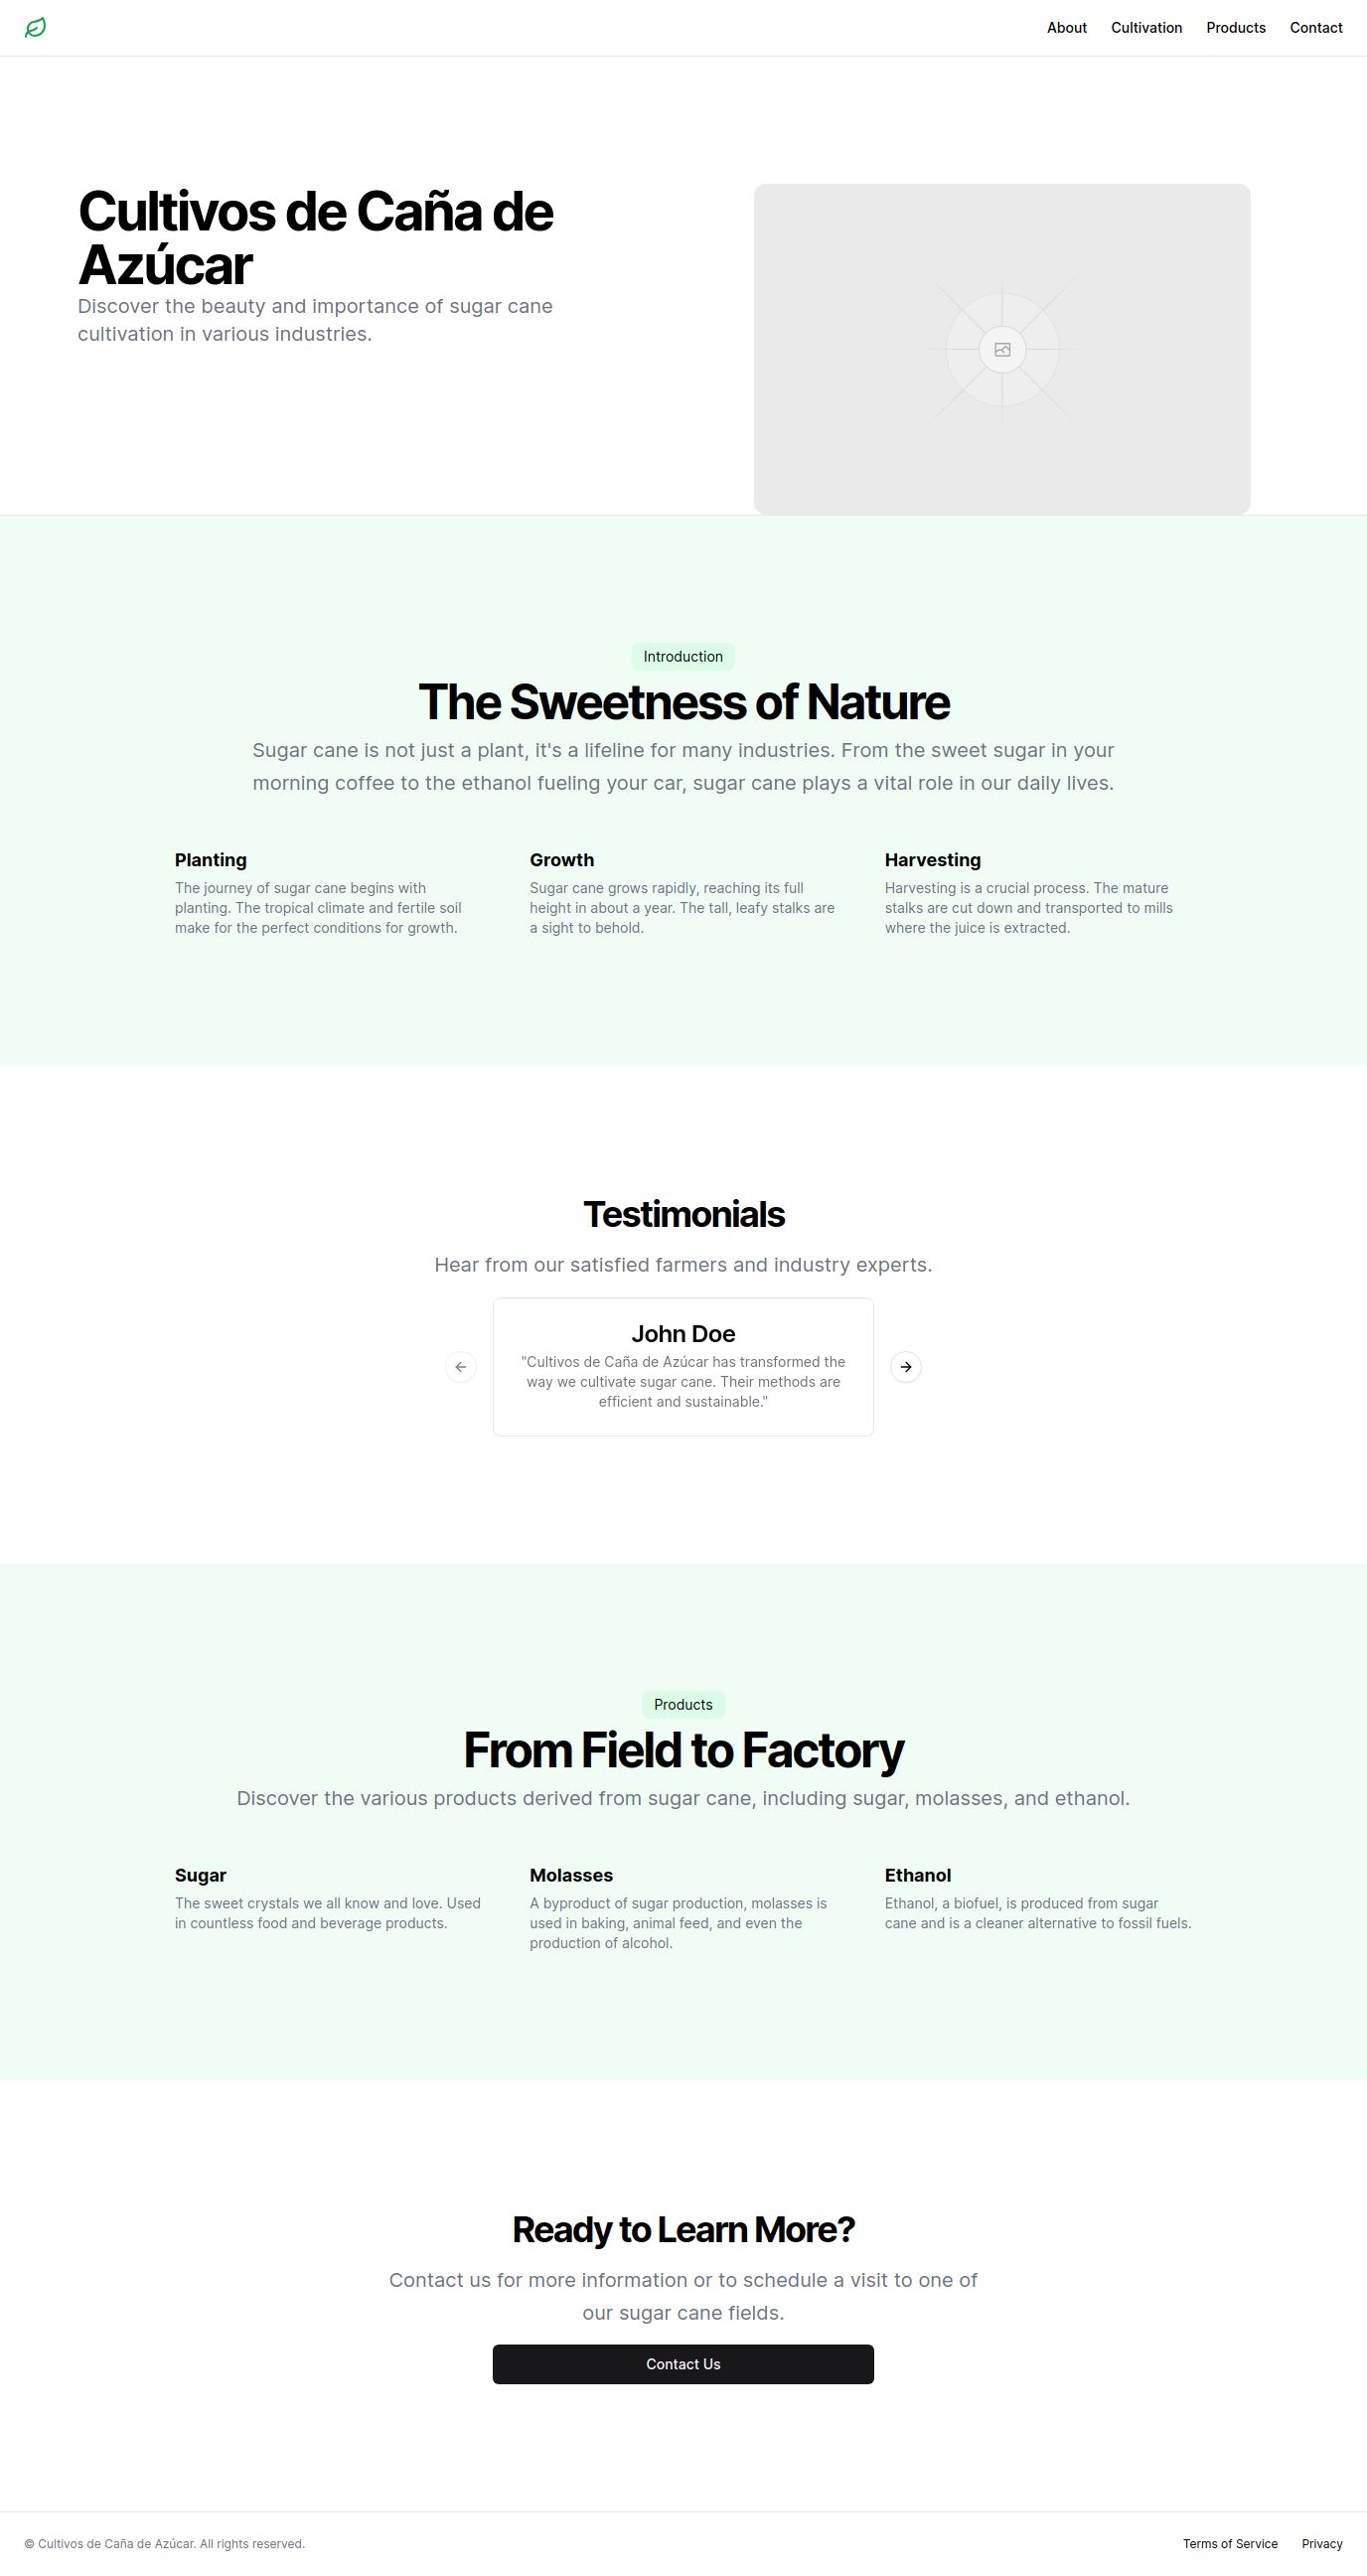 About Cultivation Products Contact
Cultivos de Caña de
Azúcar
Discover the beauty and importance of sugar cane
cultivation in various industries.
Introduction
The Sweetness of Nature
Sugar cane is not just a plant, it's a lifeline for many industries. From the sweet sugar in your
morning coffee to the ethanol fueling your car, sugar cane plays a vital role in our daily lives.
Planting
The journey of sugar cane begins with
planting. The tropical climate and fertile soil
make for the perfect conditions for growth.
Growth
Sugar cane grows rapidly, reaching its full
height in about a year. The tall, leafy stalks are
a sight to behold.
Harvesting
Harvesting is a crucial process. The mature
stalks are cut down and transported to mills
where the juice is extracted.
Testimonials
Hear from our satisfied farmers and industry experts.
John Doe
"Cultivos de Caña de Azúcar has transformed the
way we cultivate sugar cane. Their methods are
efficient and sustainable."
Products
From Field to Factory
Discover the various products derived from sugar cane, including sugar, molasses, and ethanol.
Sugar
The sweet crystals we all know and love. Used
in countless food and beverage products.
Molasses
A byproduct of sugar production, molasses is
used in baking, animal feed, and even the
production of alcohol.
Ethanol
Ethanol, a biofuel, is produced from sugar
cane and is a cleaner alternative to fossil fuels.
Ready to Learn More?
Contact us for more information or to schedule a visit to one of
our sugar cane fields.
Contact Us
© Cultivos de Caña de Azúcar. All rights reserved.
Terms of Service Privacy